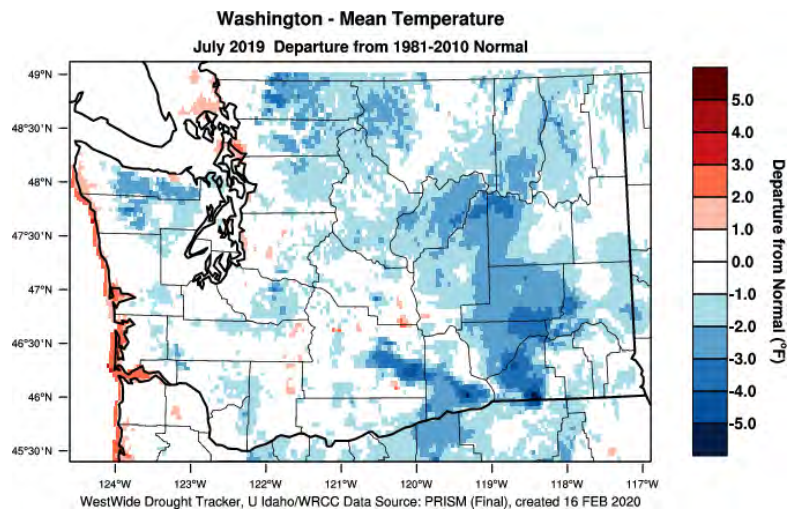 Washington - Mean Temperature
July 2019 Departure from 1981-2010 Normal
49°N
48°30'N
48°N
47°30'N
47°N
46°30'N
46°N
45°30'N
124°W 123°W 122°W 121°W 120°W 119°W 118°W 117°W
5.0
4.0
3.0
2.0
1.0
0.0
-1.0
-2.0
-3.0
-4.0
-5.0
Departure from Normal (°F)
WestWide Drought Tracker, U Idaho/WRCC Data Source: PRISM (Final), created 16 FEB 2020